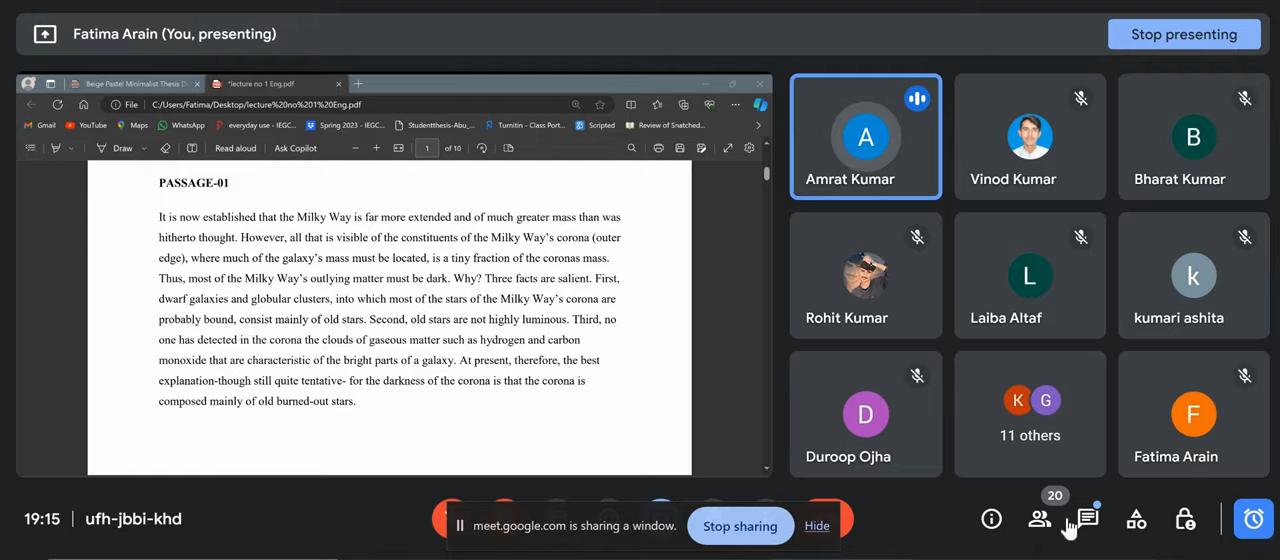 Fatima Arain (You, presenting)
Stop presenting
Beige Pastel Minimalist Thesis D
*lecture no 1 Eng.pdf
File
C:/Users/Fatima/Desktop/lecture%20no%201%20Eng.pdf
Gmail
YouTube
Maps
WhatsApp
everyday use - IEGC...
Spring 2023 - IEGC...
Studentthesis-Abu_...
Turnitin - Class Port...
Scripted
Review of Snatched...
Draw
Read aloud
Ask Copilot
1
of 10
PASSAGE-01
It is now established that the Milky Way is far more extended and of much greater mass than was
hitherto thought. However, all that is visible of the constituents of the Milky Way's corona (outer
edge), where much of the galaxy's mass must be located, is a tiny fraction of the coronas mass.
Thus, most of the Milky Way's outlying matter must be dark. Why? Three facts are salient. First,
dwarf galaxies and globular clusters, into which most of the stars of the Milky Way's corona are
probably bound, consist mainly of old stars. Second, old stars are not highly luminous. Third, no
one has detected in the corona the clouds of gaseous matter such as hydrogen and carbon
monoxide that are characteristic of the bright parts of a galaxy. At present, therefore, the best
explanation-though still quite tentative- for the darkness of the corona is that the corona is
composed mainly of old burned-out stars.
A
Amrat Kumar
Vinod Kumar
B
Bharat Kumar
Rohit Kumar
L
Laiba Altaf
k
kumari ashita
D
Duroop Ojha
K
G
11 others
F
Fatima Arain
19:15
ufh-jbbi-khd
meet.google.com is sharing a window.
Stop sharing
Hide
20